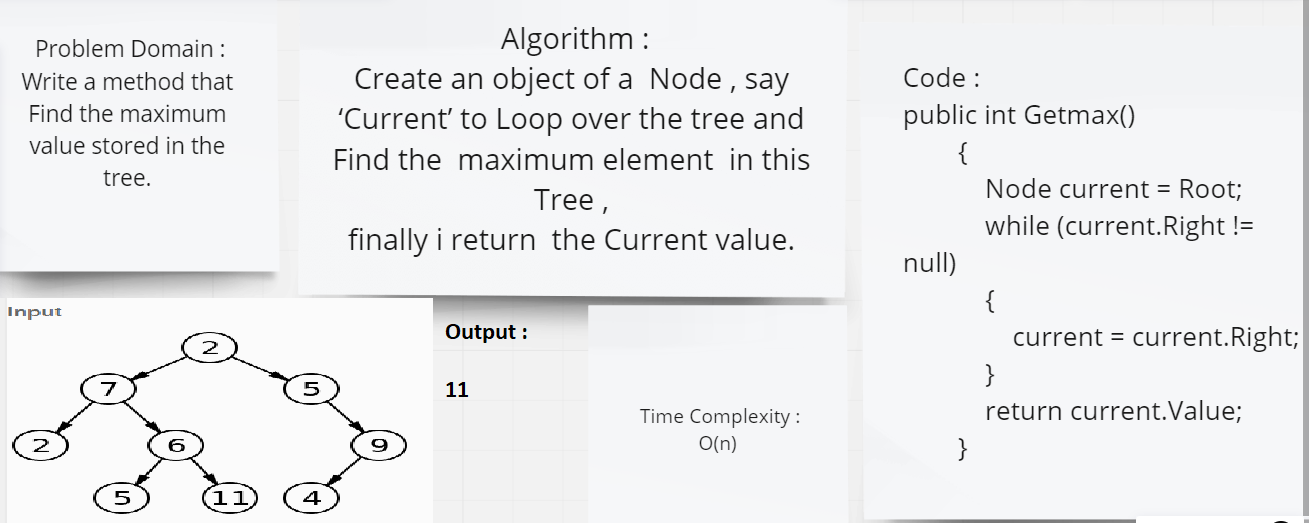 Problem Domain :
Write a method that
Find the maximum
value stored in the
tree.
Algorithm :
Create an object of a Node , say
‘Current’ to Loop over the tree and
Find the maximum element in this
Tree ,
finally i return the Current value.
Code :
public int Getmax()
{
Node current = Root;
while (current.Right !=
null)
{
current = current.Right;
}
return current.Value;
}
Input
2
7
5
2
6
9
5
11
4
Output :
11
Time Complexity :
O(n)